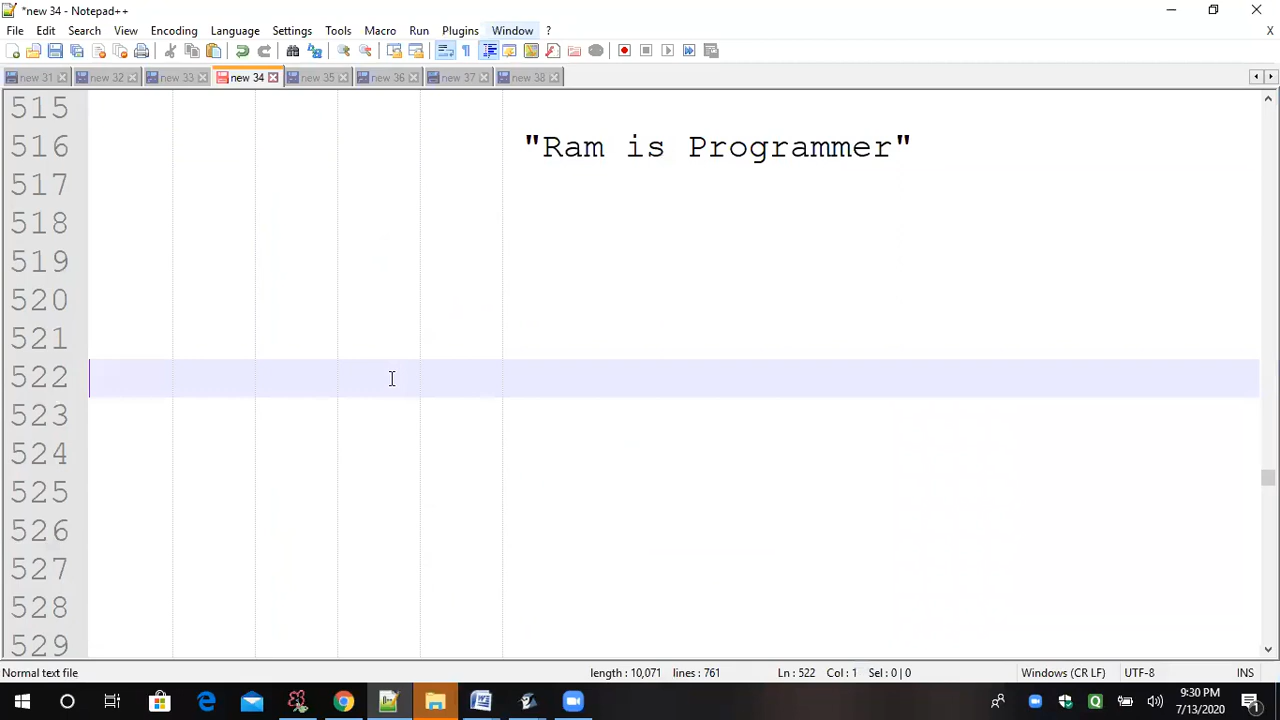 *new 34 - Notepad++
File Edit Search View Encoding Language Settings Tools Macro Run Plugins Window ? X
new 31 new 32 new 33 new 34 new 35 new 36 new 37 new 38
515
516 "Ram is Programmer"
517
518
519
520
521
522
523
524
525
526
527
528
529
Normal text file length : 10,071 lines : 761 Ln : 522 Col : 1 Sel : 0 | 0 Windows (CR LF) UTF-8 INS
9:30 PM
7/13/2020 1